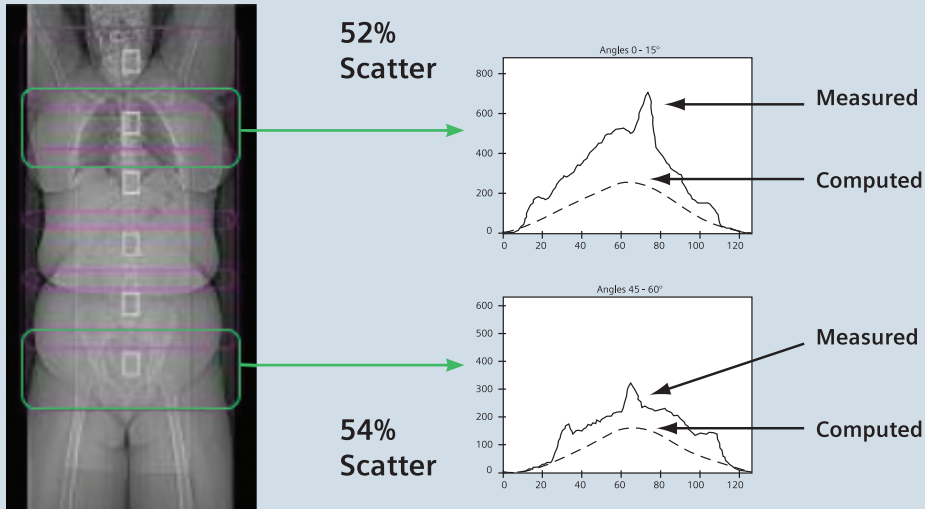 52%
Scatter
Angles 0 - 15°
800
600
400
200
0
0 20 40 60 80 100 120
Measured
Computed
Angles 45 - 60°
600
500
400
300
200
100
0
0 20 40 60 80 100 120
Measured
Computed
54%
Scatter